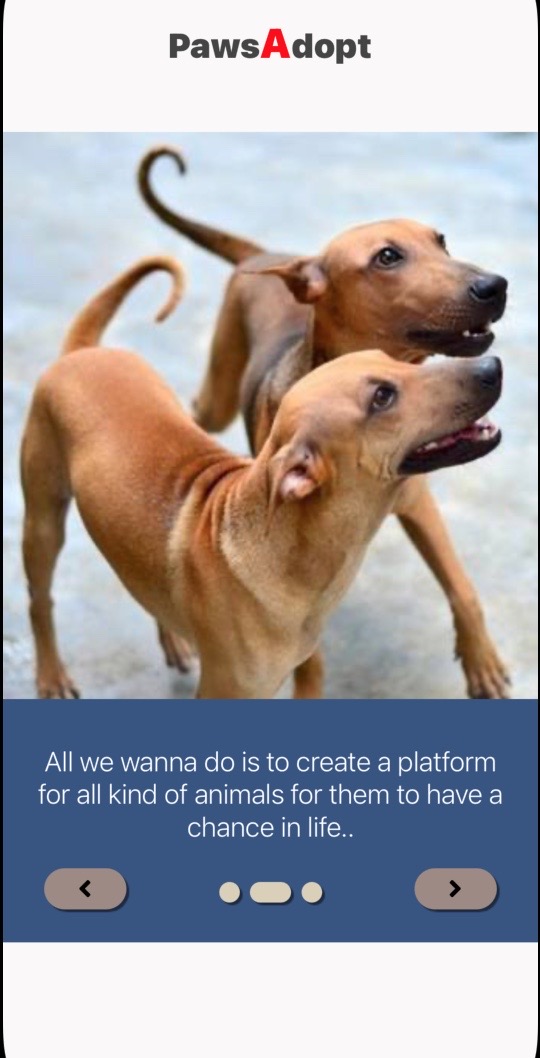 PawsAdopt
All we wanna do is to create a platform
for all kind of animals for them to have a
chance in life..